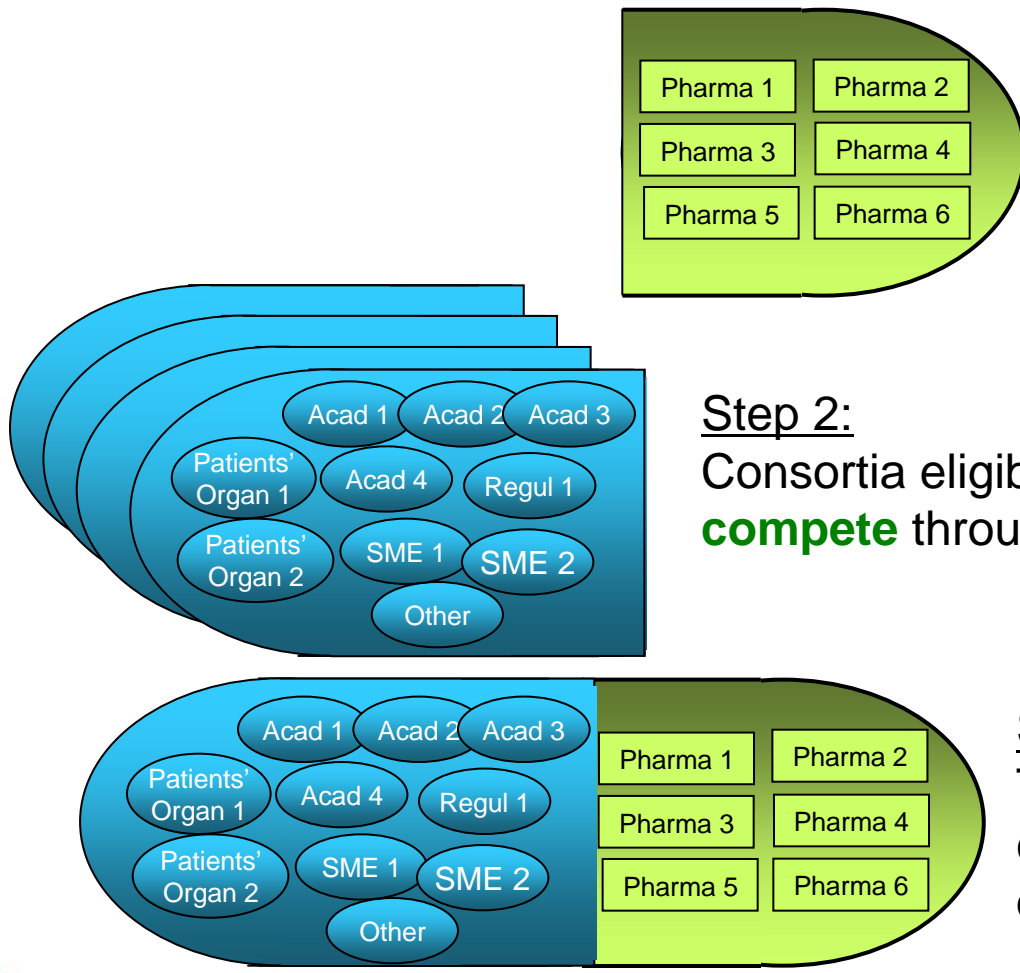 Pharma 1
Pharma 2
Pharma 3
Pharma 4
Pharma 5
Pharma 6
Acad 1
Acad 2
Acad 3
Patients’
Organ 1
Acad 4
Regul 1
Patients’
Organ 2
SME 1
SME 2
Other
Step 2:
Consortia
compete
Acad 1
Acad 2
Acad 3
Patients’
Organ 1
Acad 4
Regul 1
Patients’
Organ 2
SME 1
SME 2
Other
Pharma 1
Pharma 2
Pharma 3
Pharma 4
Pharma 5
Pharma 6